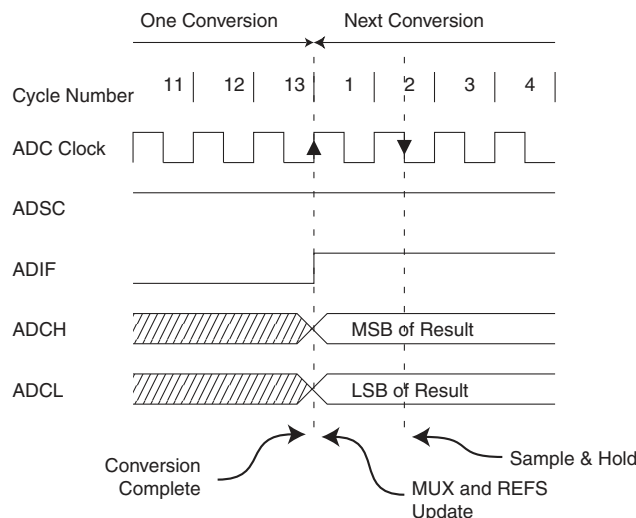 One Conversion Next Conversion
Cycle Number 11 12 13 1 2 3 4
ADC Clock
ADSC
ADIF
ADCH MSB of Result
ADCL LSB of Result
Conversion
Complete
MUX and REFS
Update
Sample & Hold